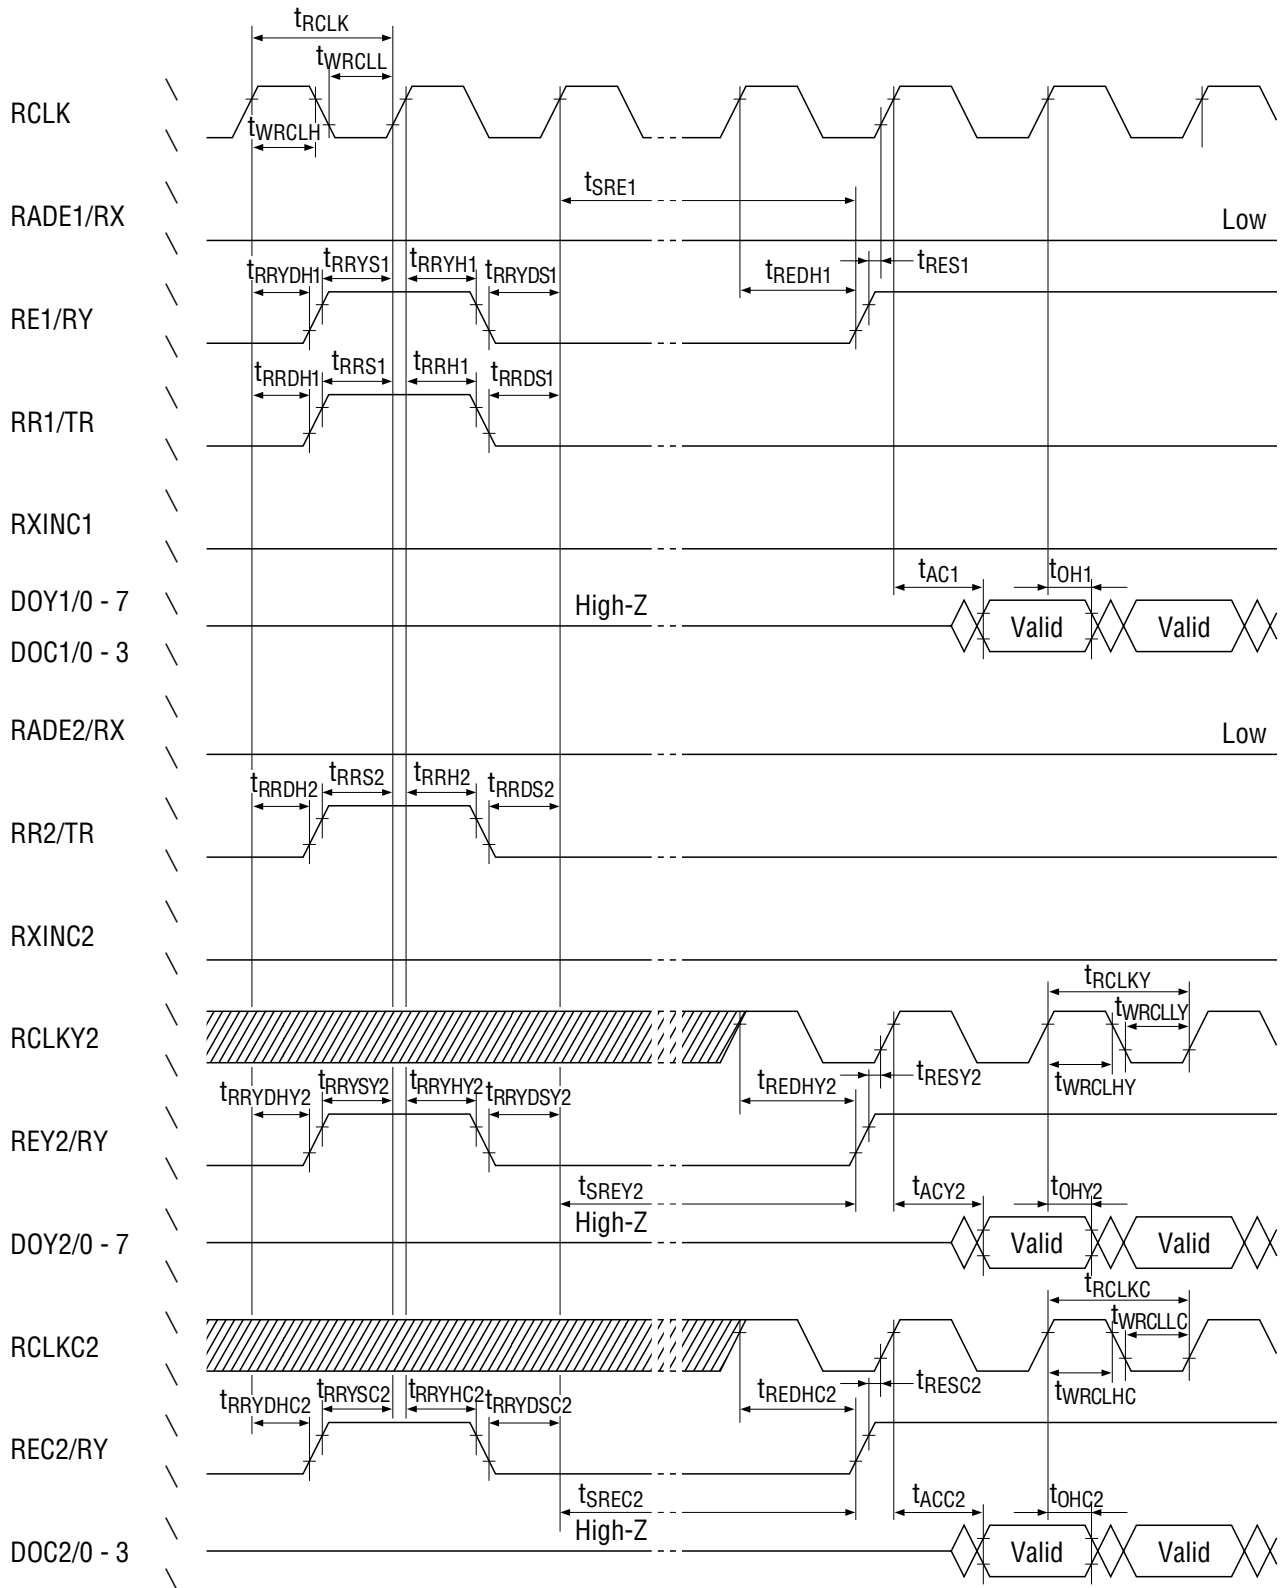 tRCLK
tWRCLL
RCLK
tWRCLH
tSRE1
RADE1/RX
Low
tRRYDH1 tRRYS1 tRRYH1 tRRYDS1 tREDH1 tRES1
RE1/RY
tRRDH1 tRRS1 tRRH1 tRRDS1
RR1/TR
RXINC1
tAC1 tOH1
DOY1/0 - 7 High-Z Valid Valid
DOC1/0 - 3
RADE2/RX Low
tRRDH2 tRRS2 tRRH2 tRRDS2
RR2/TR
RXINC2
tRCLKY
tWRCLLY
RCLKY2
tRRYDHY2 tRRYSY2 tRRYHY2 tRRYDSY2 tREDHY2 tRESY2 tWRCLHY
REY2/RY
tSREY2 tACY2 tOHY2
High-Z
DOY2/0 - 7 Valid Valid
tRCLKC
tWRCLLC
RCLKC2
tRRYDHC2 tRRYSC2 tRRYHC2 tRRYDSC2 tREDHC2 tRESC2 tWRCLHC
REC2/RY
tSREC2 tACC2 tOHC2
High-Z
DOC2/0 - 3 Valid Valid